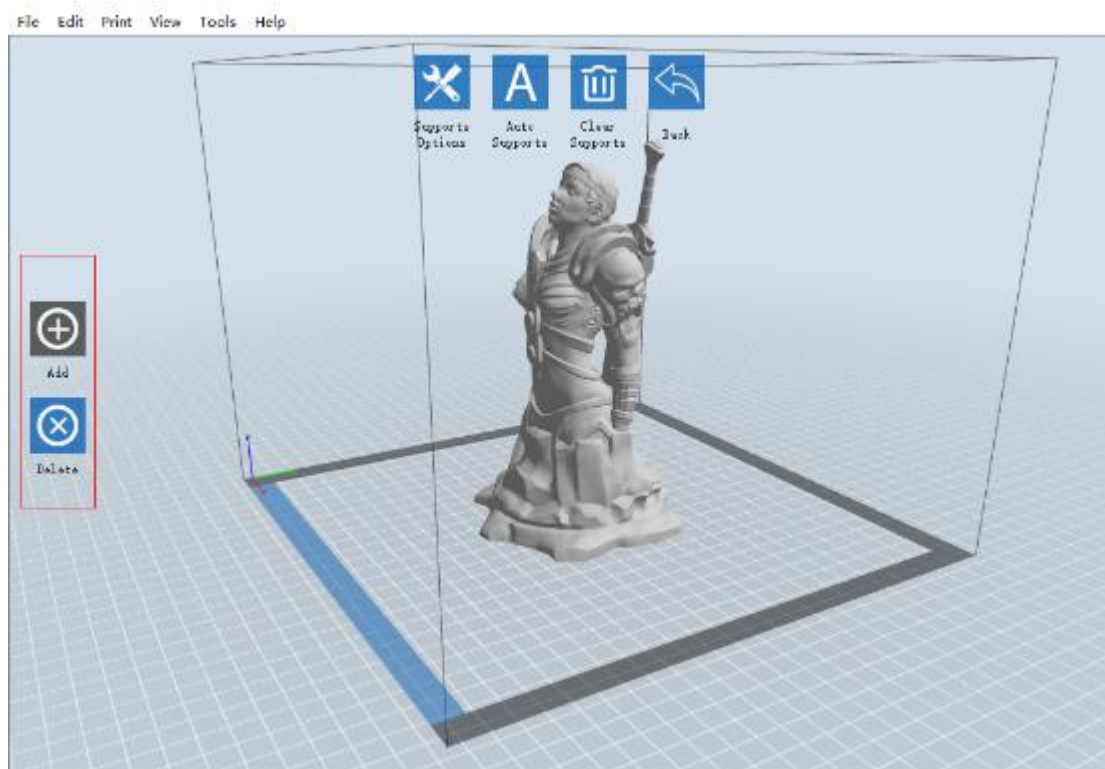 File Edit Print View Tools Help
Supports
Options
Auto
Supports
Clear
Supports
Back
Add
Delete